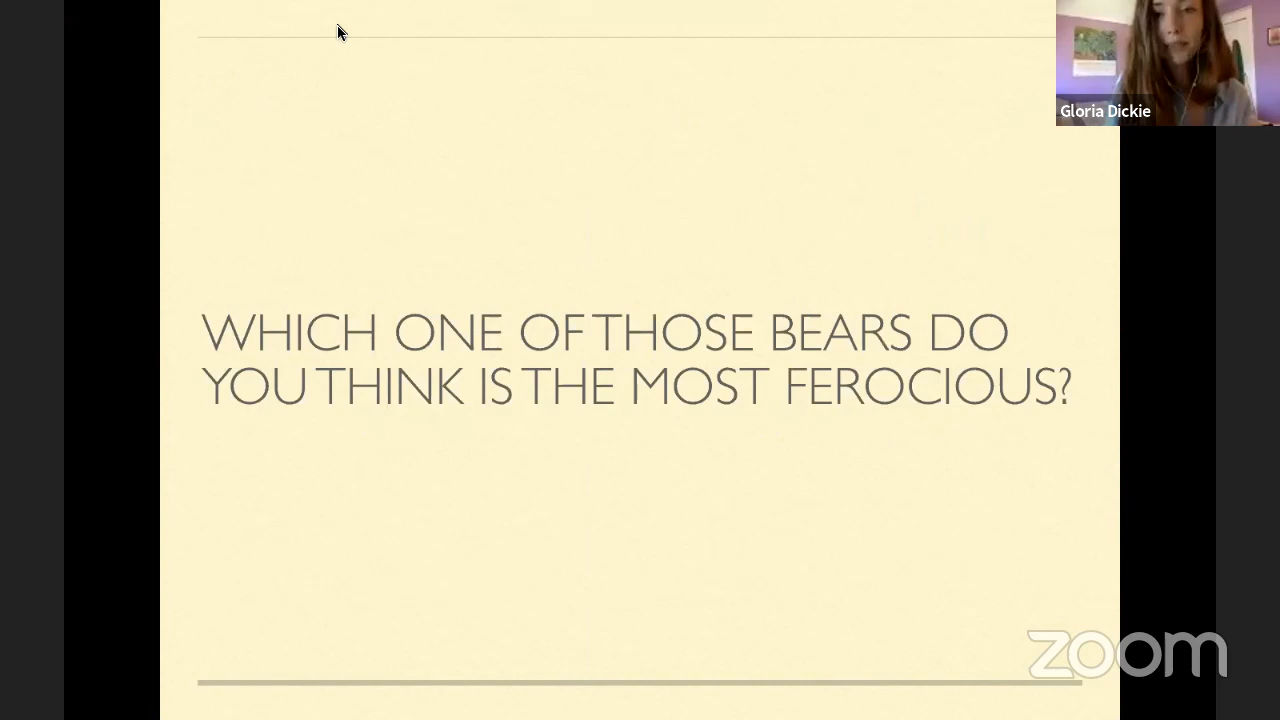 Gloria Dickie
WHICH ONE OF THOSE BEARS DO
YOU THINK IS THE MOST FEROCIOUS?
zoom